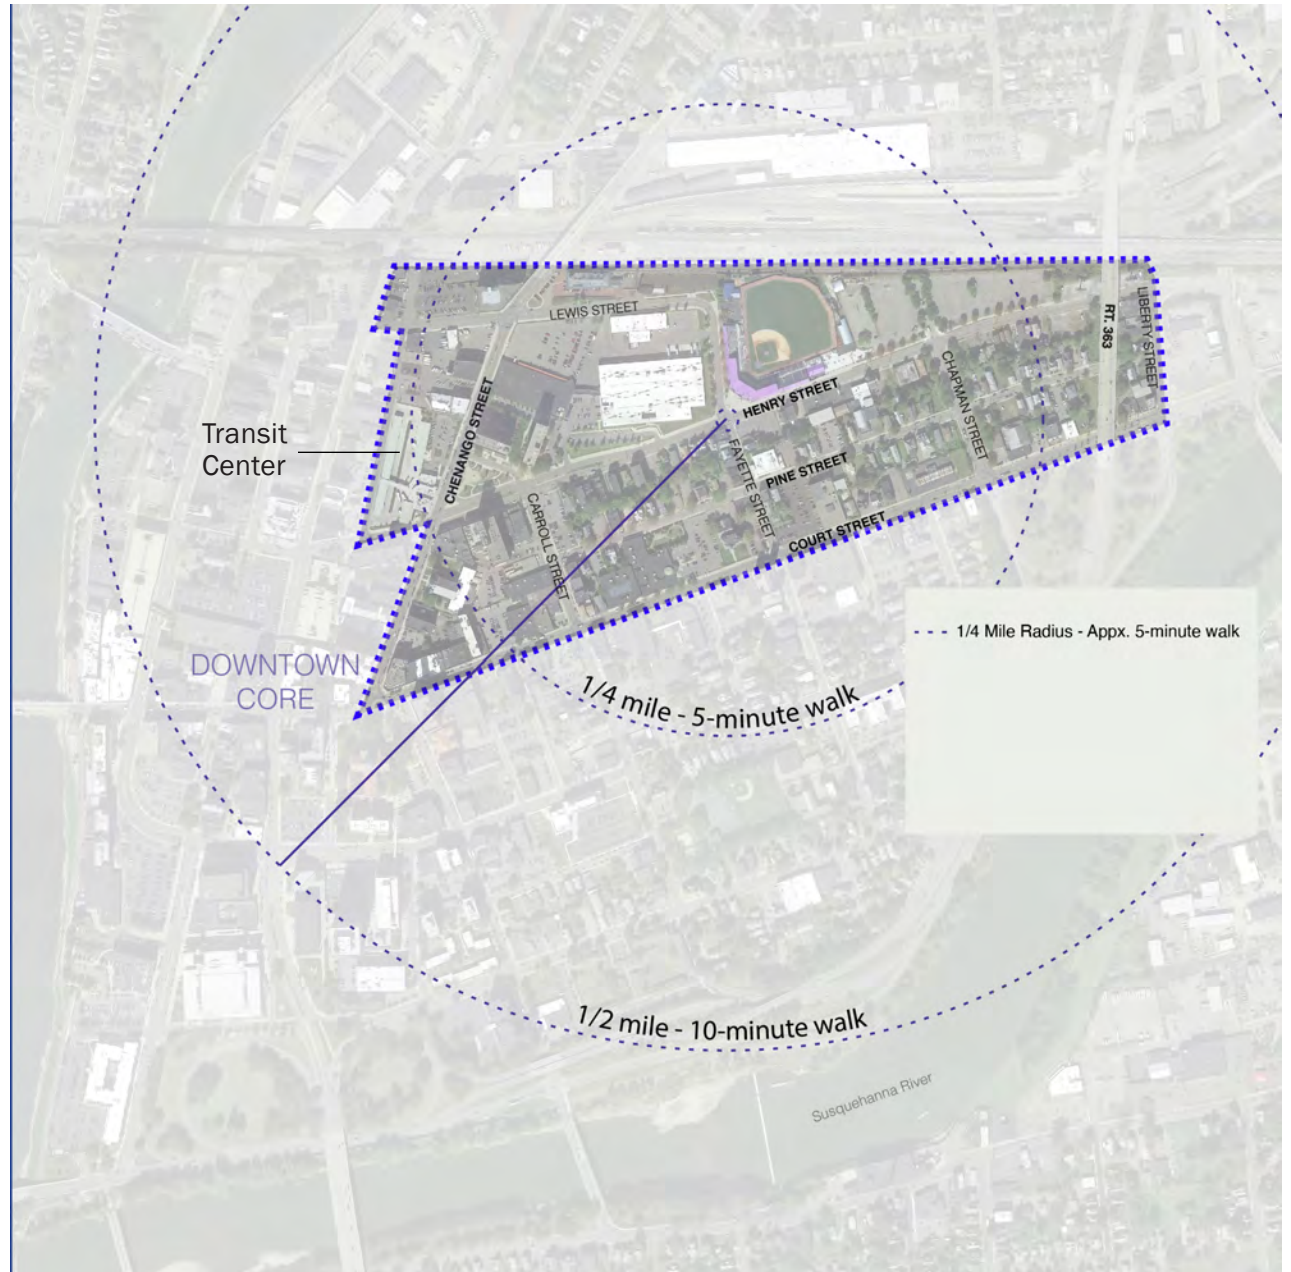 LEWIS STREET
LIBERTY STREET
RT. 363
CHAPMAN STREET
HENRY STREET
CHENANGO STREET
Transit
Center
FAYETTE STREET
PINE STREET
CARROLL STREET
COURT STREET
1/4 Mile Radius - Appx. 5-minute walk
DOWNTOWN
CORE
1/4 mile - 5-minute walk
1/2 mile - 10-minute walk
Susquehanna River